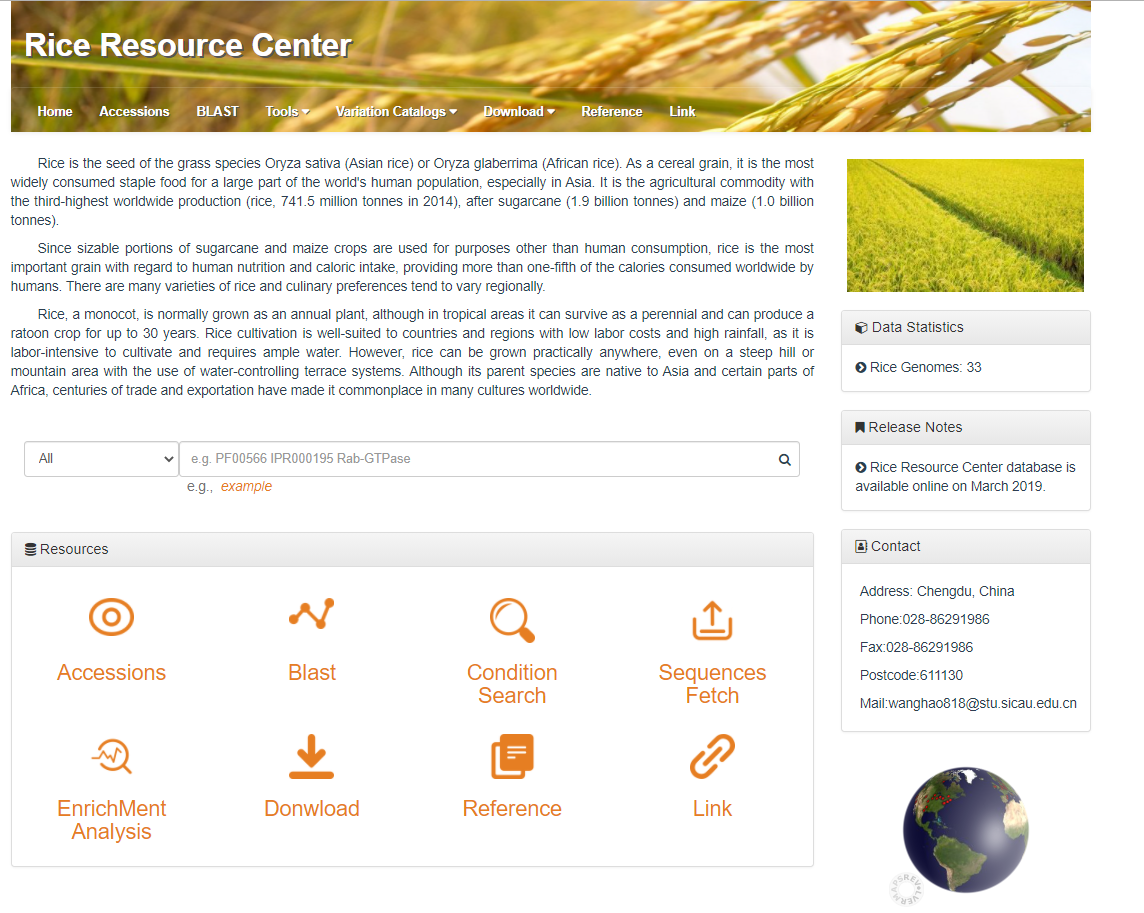 Rice Resource Center
Home Accessions BLAST Tools Variation Catalogs Download Reference Link
Rice is the seed of the grass species Oryza sativa (Asian rice) or Oryza glaberrima (African rice). As a cereal grain, it is the most
widely consumed staple food for a large part of the world's human population, especially in Asia. It is the agricultural commodity with
the third-highest worldwide production (rice, 741.5 million tonnes in 2014), after sugarcane (1.9 billion tonnes) and maize (1.0 billion
tonnes).
Since sizable portions of sugarcane and maize crops are used for purposes other than human consumption, rice is the most
important grain with regard to human nutrition and caloric intake, providing more than one-fifth of the calories consumed worldwide by
humans. There are many varieties of rice and culinary preferences tend to vary regionally.
Rice, a monocot, is normally grown as an annual plant, although in tropical areas it can survive as a perennial and can produce a
ratoon crop for up to 30 years. Rice cultivation is well-suited to countries and regions with low labor costs and high rainfall, as it is
labor-intensive to cultivate and requires ample water. However, rice can be grown practically anywhere, even on a steep hill or
mountain area with the use of water-controlling terrace systems. Although its parent species are native to Asia and certain parts of
Africa, centuries of trade and exportation have made it commonplace in many cultures worldwide.
All
e.g. PF00566 IPR000195 Rab-GTPase
e.g., example
Resources
Accessions
Blast
Condition
Search
Sequences
Fetch
EnrichMent
Analysis
Donwload
Reference
Link
Data Statistics
Rice Genomes: 33
Release Notes
Rice Resource Center database is
available online on March 2019.
Contact
Address: Chengdu, China
Phone:028-86291986
Fax:028-86291986
Postcode:611130
Mail:wanghao818@stu.sicau.edu.cn